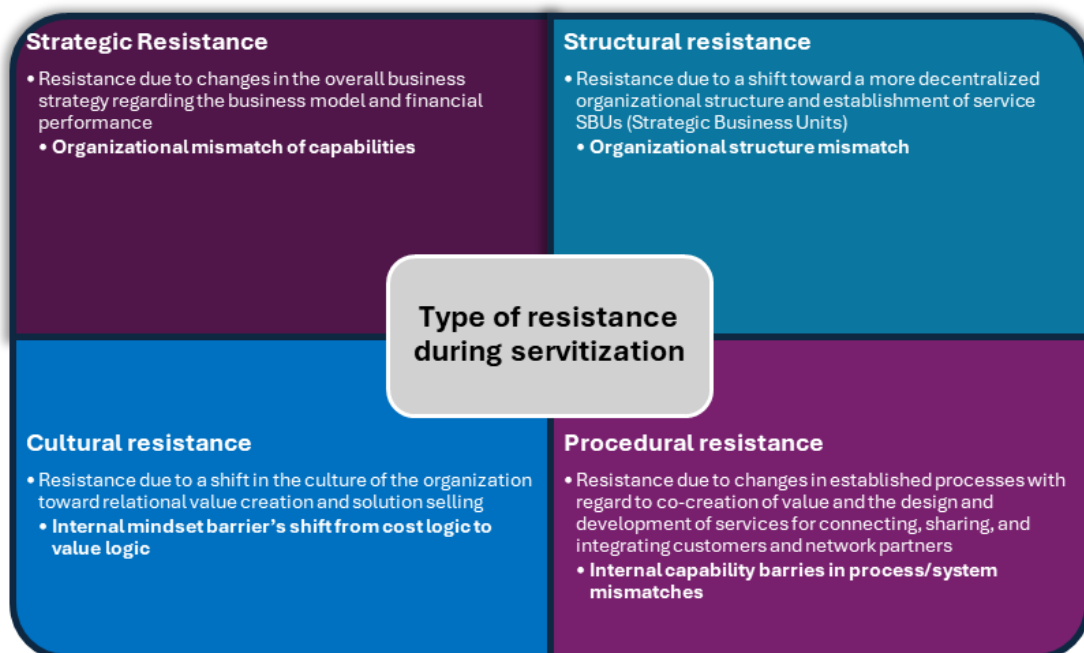 Strategic Resistance
• Resistance due to changes in the overall business
strategy regarding the business model and financial
performance
• Organizational mismatch of capabilities
Structural resistance
• Resistance due to a shift toward a more decentralized
organizational structure and establishment of service
SBUs (Strategic Business Units)
• Organizational structure mismatch
Type of resistance
during servitization
Cultural resistance
• Resistance due to a shift in the culture of the organization
toward relational value creation and solution selling
• Internal mindset barrier's shift from cost logic to
value logic
Procedural resistance
• Resistance due to changes in established processes with
regard to co-creation of value and the design and
development of services for connecting, sharing, and
integrating customers and network partners
• Internal capability barries in process/system
mismatches